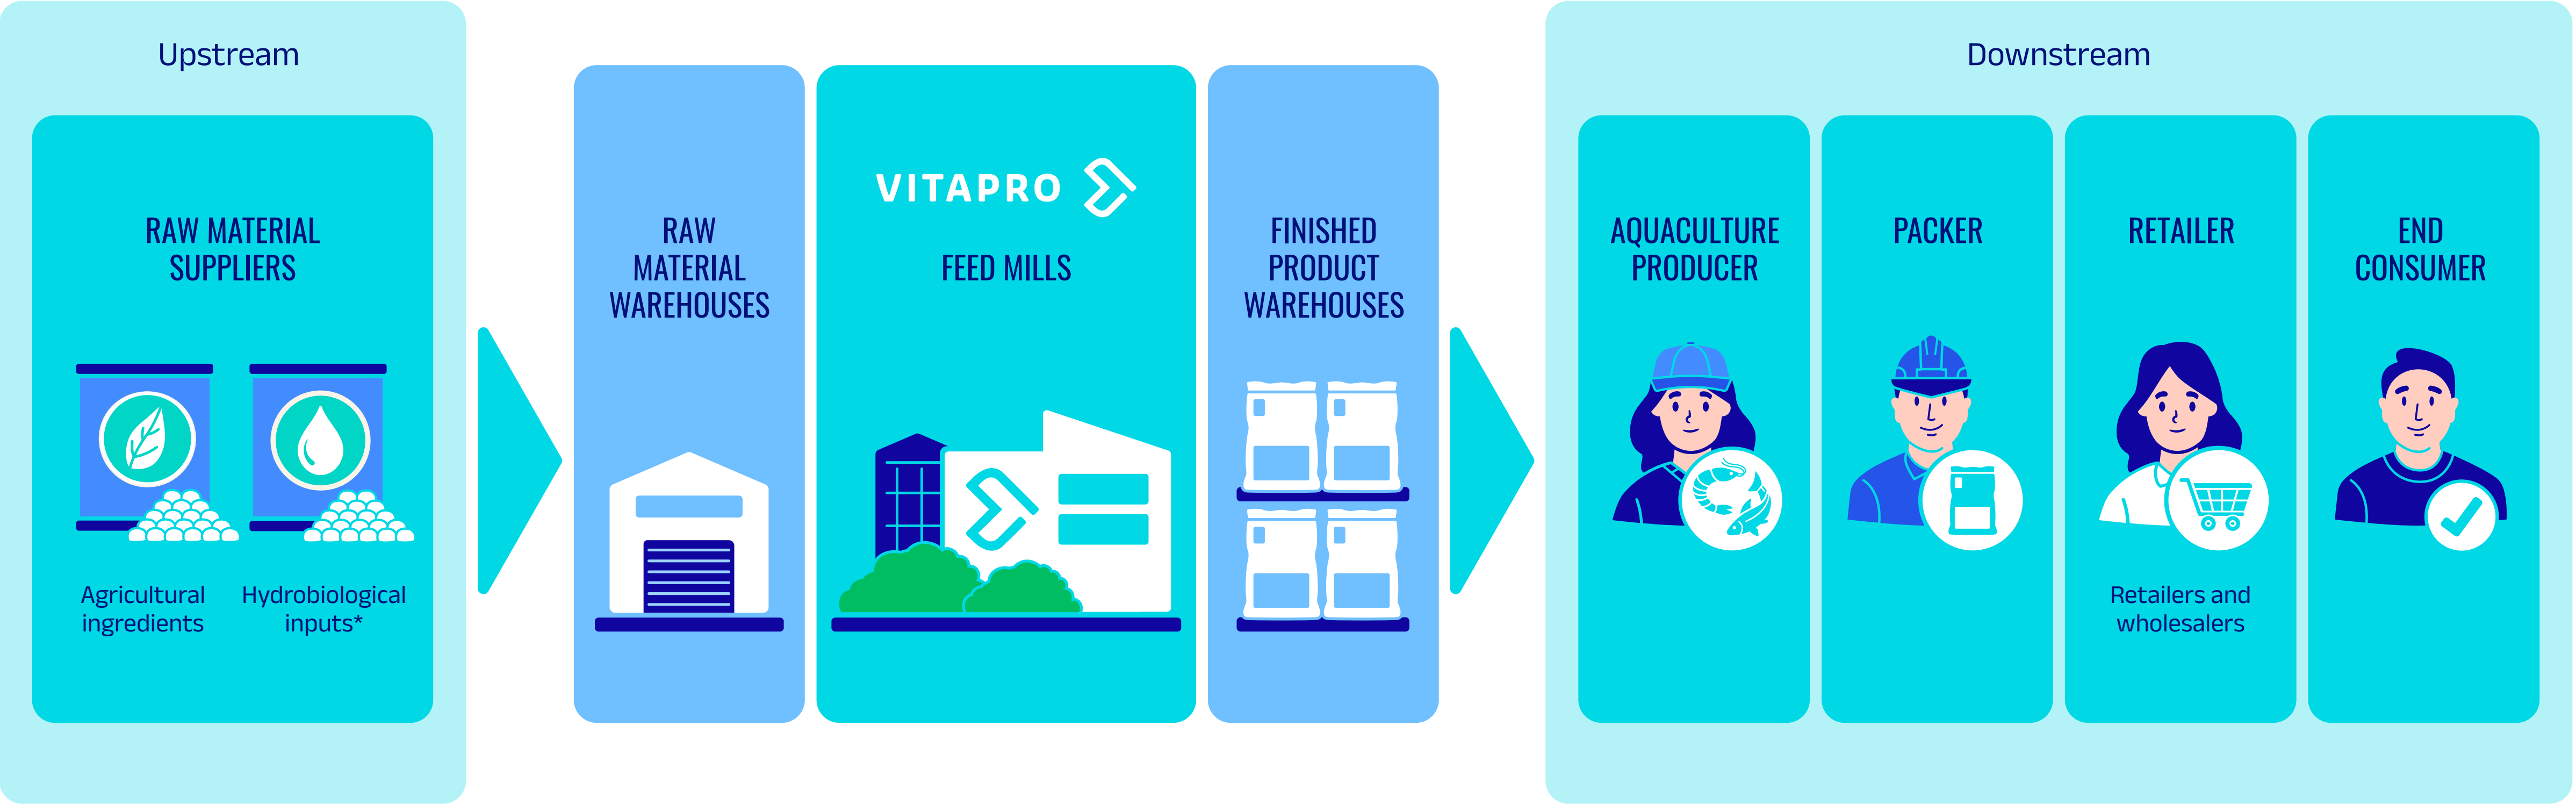 Upstream
RAW MATERIAL
SUPPLIERS
Agricultural
ingredients
Hydrobiological
inputs*
RAW
MATERIAL
WAREHOUSES
VITAPRO
FEED MILLS
FINISHED
PRODUCT
WAREHOUSES
Downstream
AQUACULTURE
PRODUCER
PACKER
RETAILER
Retailers and
wholesalers
END
CONSUMER